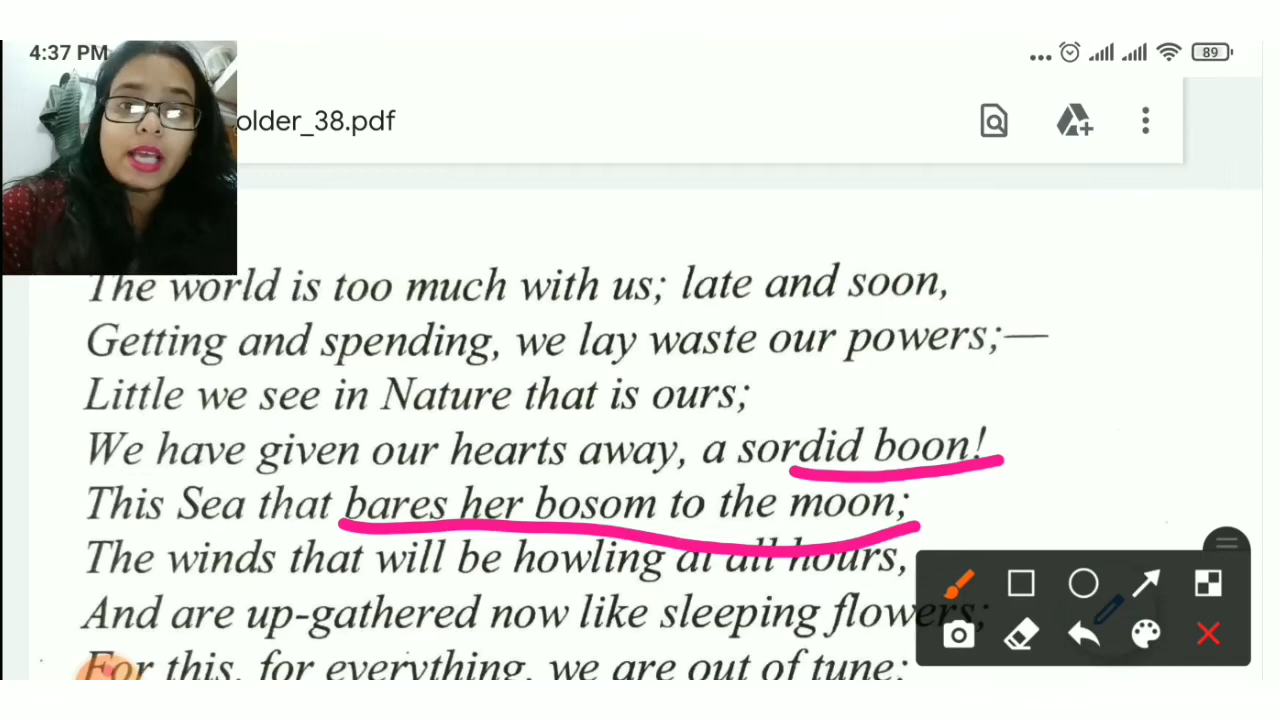 4:37 PM
89
older_38.pdf
The world is too much with us; late and soon,
Getting and spending, we lay waste our powers;—
Little we see in Nature that is ours;
We have given our hearts away, a sordid boon!
This Sea that bares her bosom to the moon;
The winds that will be howling at all hours,
And are up-gathered now like sleeping flowers;
For this, for everything, we are out of tune;